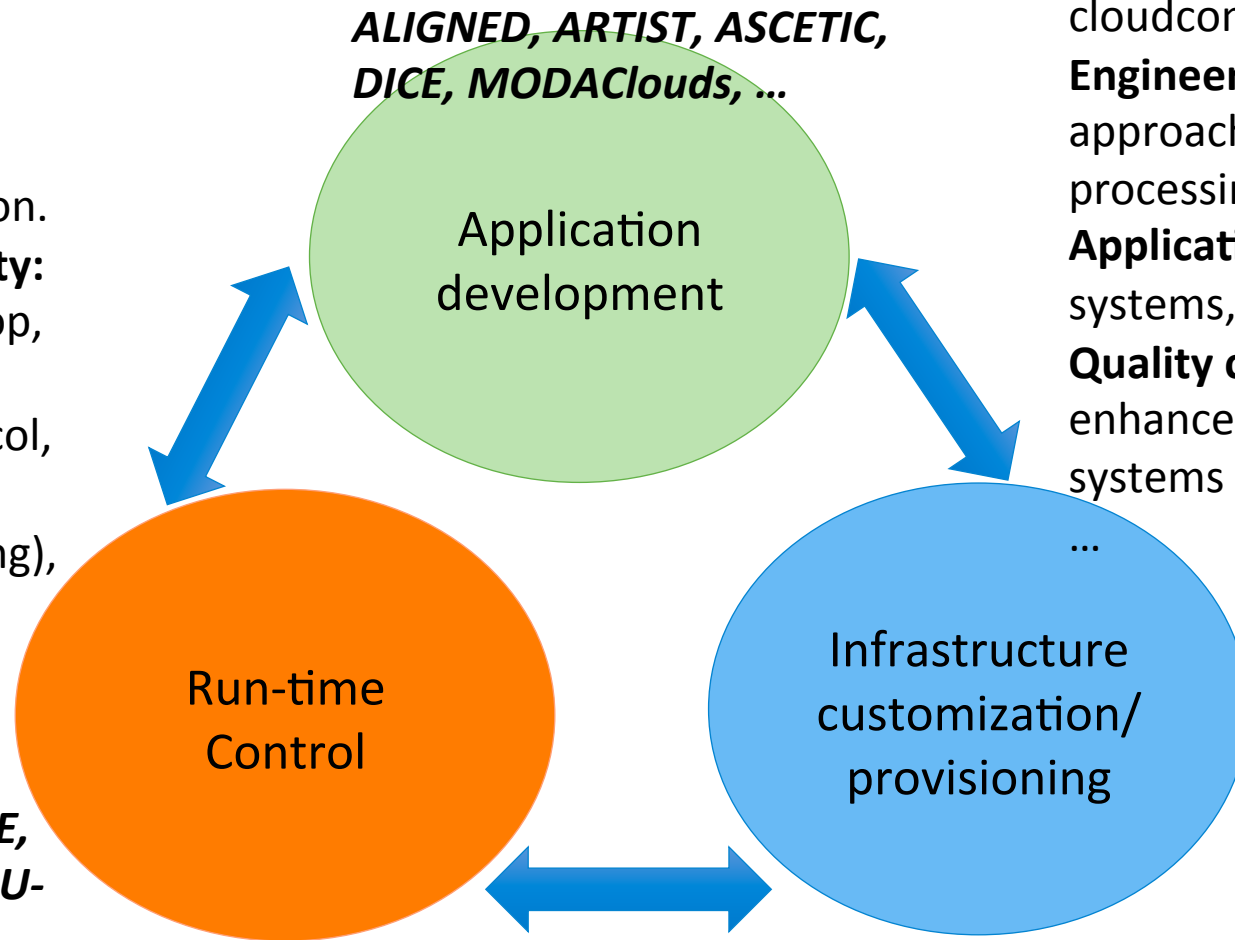 ALIGNED, ARTIST, ASCETIC,
DICE, MODAClouds, ...
Application
development
Run-time
Control
Infrastructure
customization/
provisioning
on.
ty:
op,
col,
ng),
E,
U-
cloudcon
Engineer
approach
processin
Applicati
systems,
Quality
enhance
systems
...